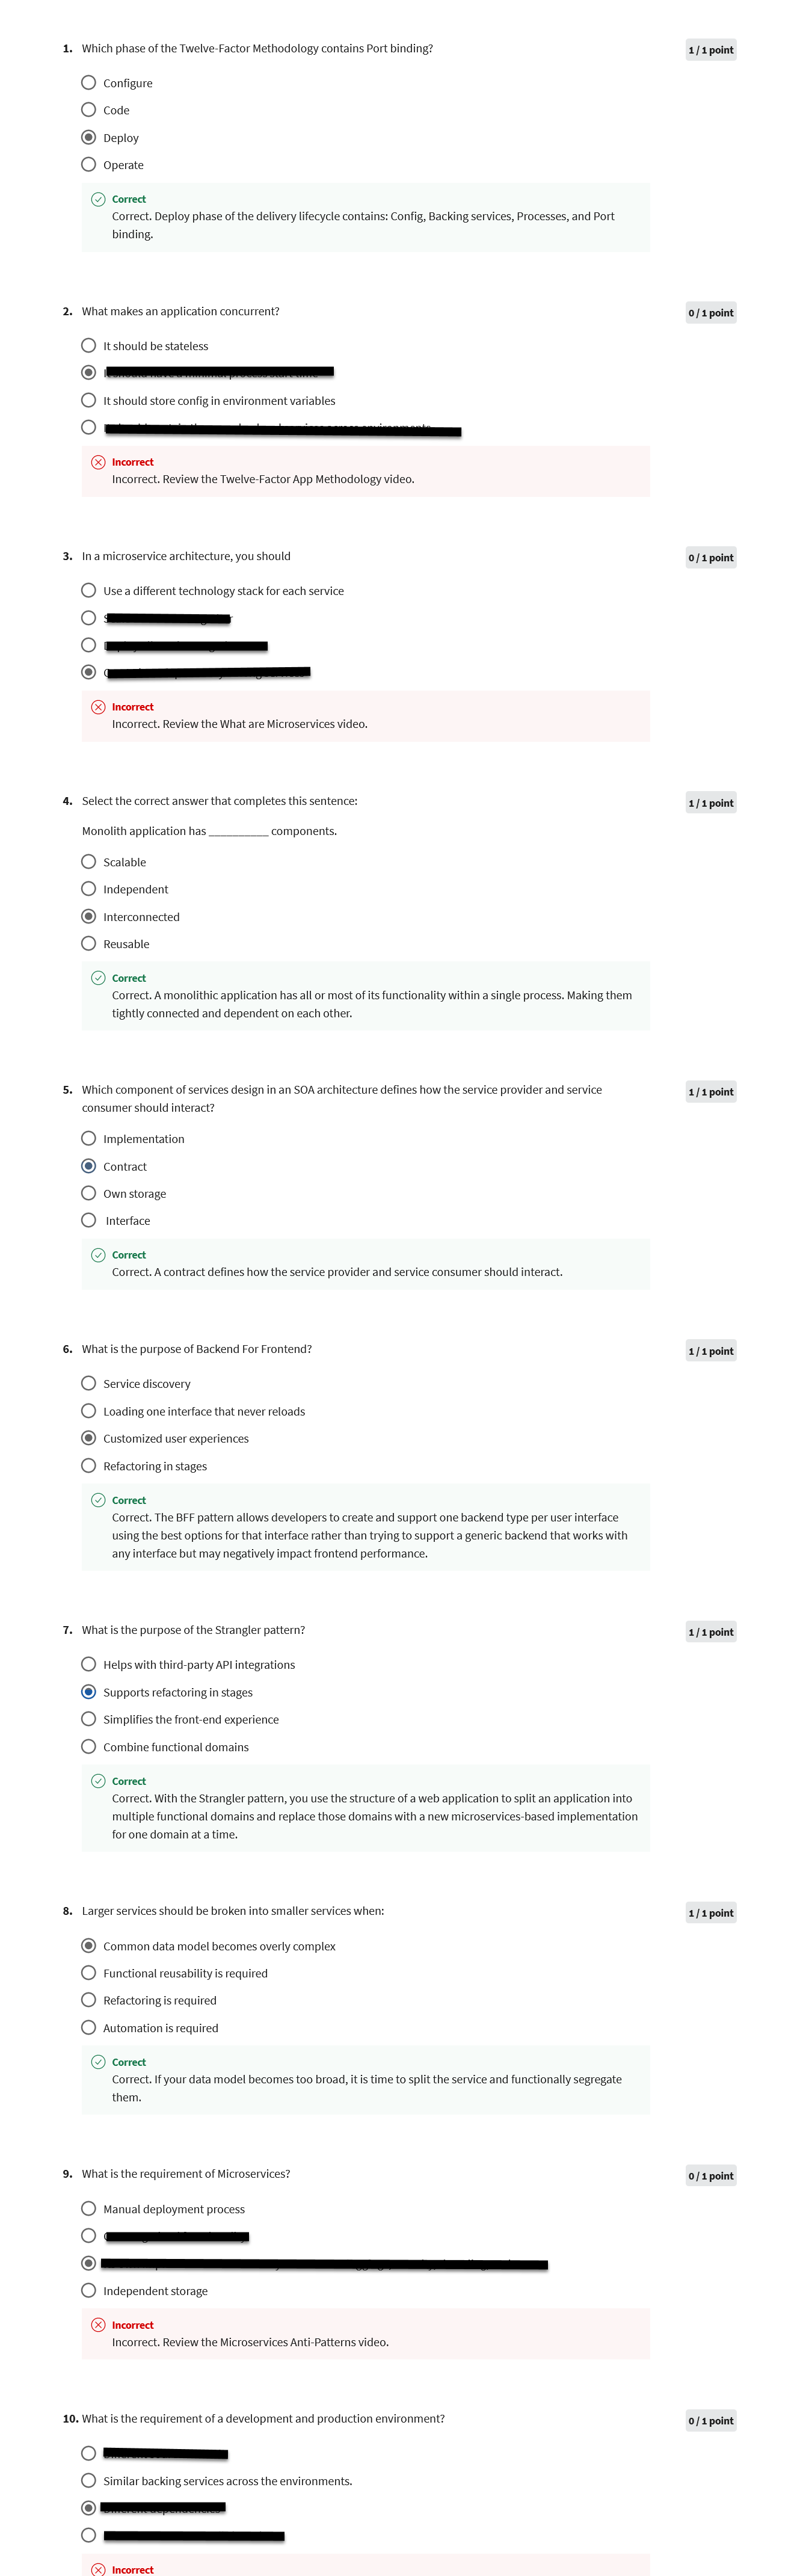 1. Which phase of the Twelve-Factor Methodology contains Port binding?
1 / 1 point
Configure
Code
Deploy
Operate
Correct
Correct. Deploy phase of the delivery lifecycle contains: Config, Backing services, Processes, and Port
binding.
2. What makes an application concurrent?
0 / 1 point
It should be stateless
It should store config in environment variables
Incorrect
Incorrect. Review the Twelve-Factor App Methodology video.
3. In a microservice architecture, you should
0 / 1 point
Use a different technology stack for each service
Incorrect
Incorrect. Review the What are Microservices video.
4. Select the correct answer that completes this sentence:
1 / 1 point
Monolith application has __________ components.
Scalable
Independent
Interconnected
Reusable
Correct
Correct. A monolithic application has all or most of its functionality within a single process. Making them
tightly connected and dependent on each other.
5. Which component of services design in an SOA architecture defines how the service provider and service
consumer should interact?
1 / 1 point
Implementation
Contract
Own storage
Interface
Correct
Correct. A contract defines how the service provider and service consumer should interact.
6. What is the purpose of Backend For Frontend?
1 / 1 point
Service discovery
Loading one interface that never reloads
Customized user experiences
Refactoring in stages
Correct
Correct. The BFF pattern allows developers to create and support one backend type per user interface
using the best options for that interface rather than trying to support a generic backend that works with
any interface but may negatively impact frontend performance.
7. What is the purpose of the Strangler pattern?
1 / 1 point
Helps with third-party API integrations
Supports refactoring in stages
Simplifies the front-end experience
Combine functional domains
Correct
Correct. With the Strangler pattern, you use the structure of a web application to split an application into
multiple functional domains and replace those domains with a new microservices-based implementation
for one domain at a time.
8. Larger services should be broken into smaller services when:
1 / 1 point
Common data model becomes overly complex
Functional reusability is required
Refactoring is required
Automation is required
Correct
Correct. If your data model becomes too broad, it is time to split the service and functionally segregate
them.
9. What is the requirement of Microservices?
0 / 1 point
Manual deployment process
Independent storage
Incorrect
Incorrect. Review the Microservices Anti-Patterns video.
10. What is the requirement of a development and production environment?
0 / 1 point
Similar backing services across the environments.
Incorrect